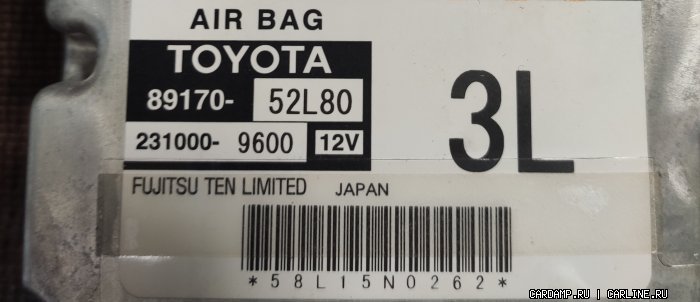 AIR BAG
TOYOTA
89170- 52L80
231000- 9600 12V
3L
FUJITSU TEN LIMITED JAPAN
*58L15N0262*
CARDAMP.RU | CARLINE.RU